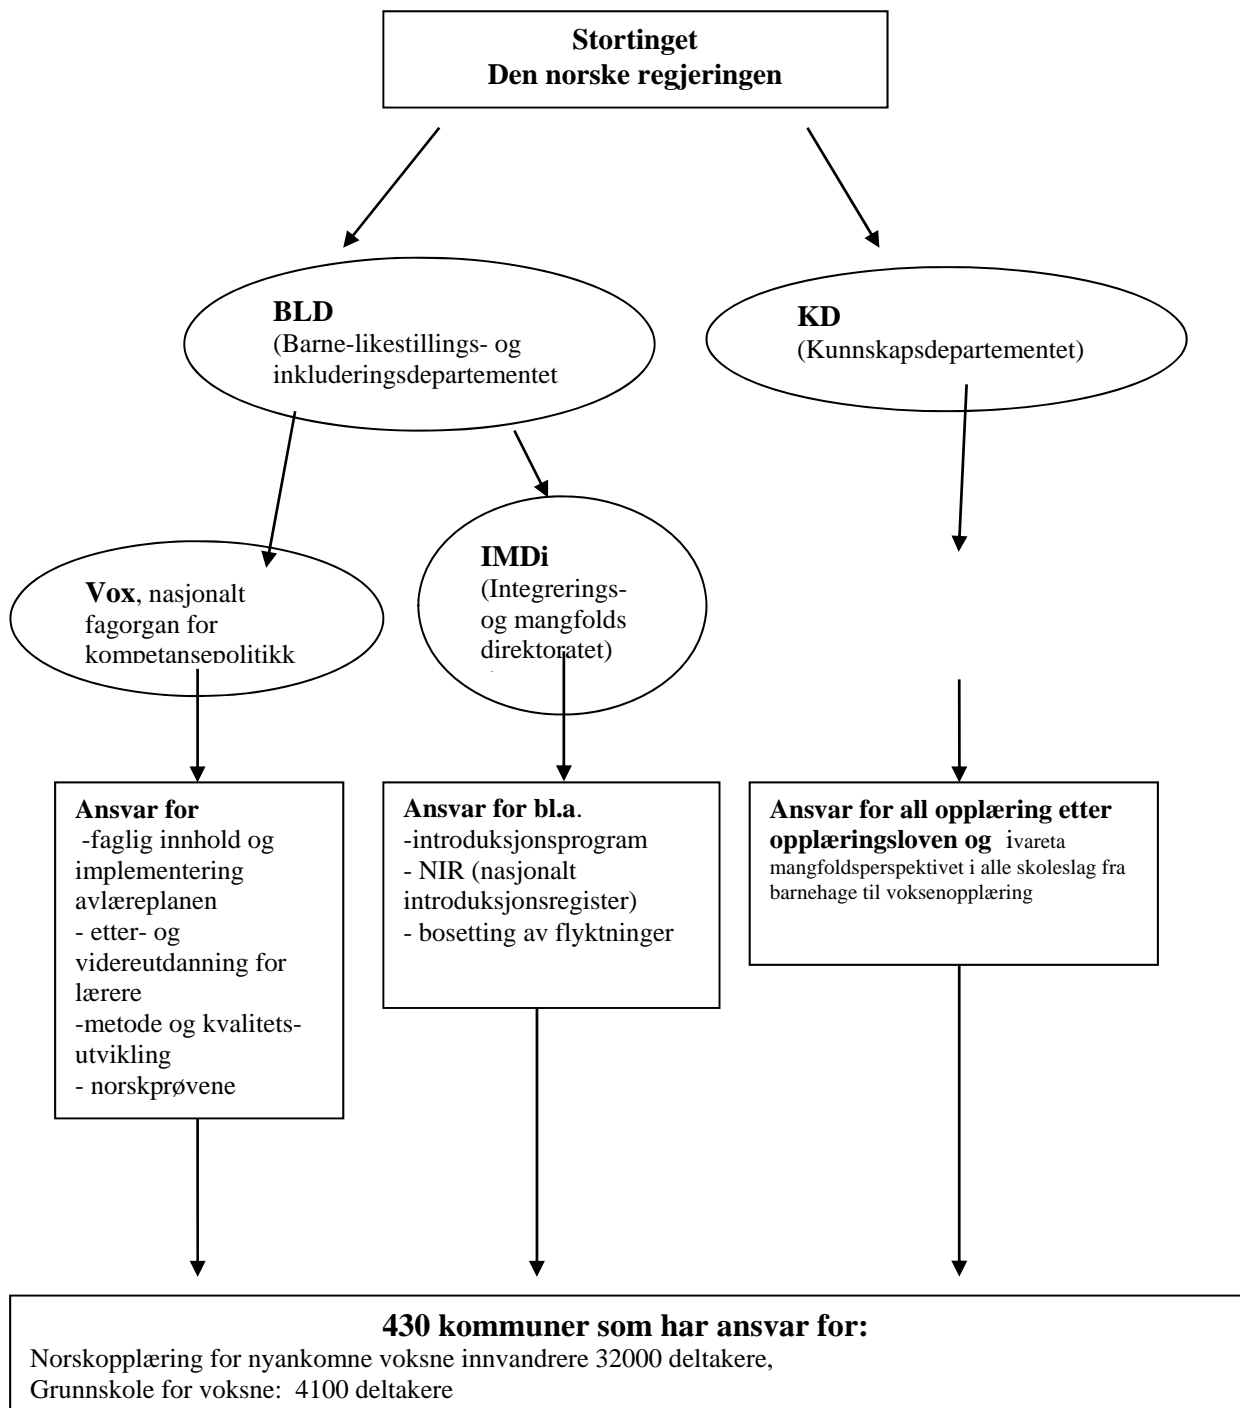 Stortinget
Den norske regjeringen
BLD
(Barne-likestillings- og
inkluderingsdepartementet
KD
(Kunnskapsdepartementet)
Vox, nasjonalt
fagorgan for
kompetansepolitikk
IMDi
(Integrerings-
og mangfolds
direktoratet)
Ansvar for
-faglig innhold og
implementering
avlæreplanen
- etter- og
videreutdanning for
lærere
-metode og kvalitets-
utvikling
- norskprøvene
Ansvar for bl.a.
-introduksjonsprogram
- NIR (nasjonalt
introduksjonsregister)
- bosetting av flyktninger
Ansvar for all opplæring etter
opplæringsloven og ivareta
mangfoldsperspektivet i alle skoleslag fra
barnehage til voksenopplæring
430 kommuner som har ansvar for:
Norskopplæring for nyankomne voksne innvandrere 32000 deltakere,
Grunnskole for voksne: 4100 deltakere